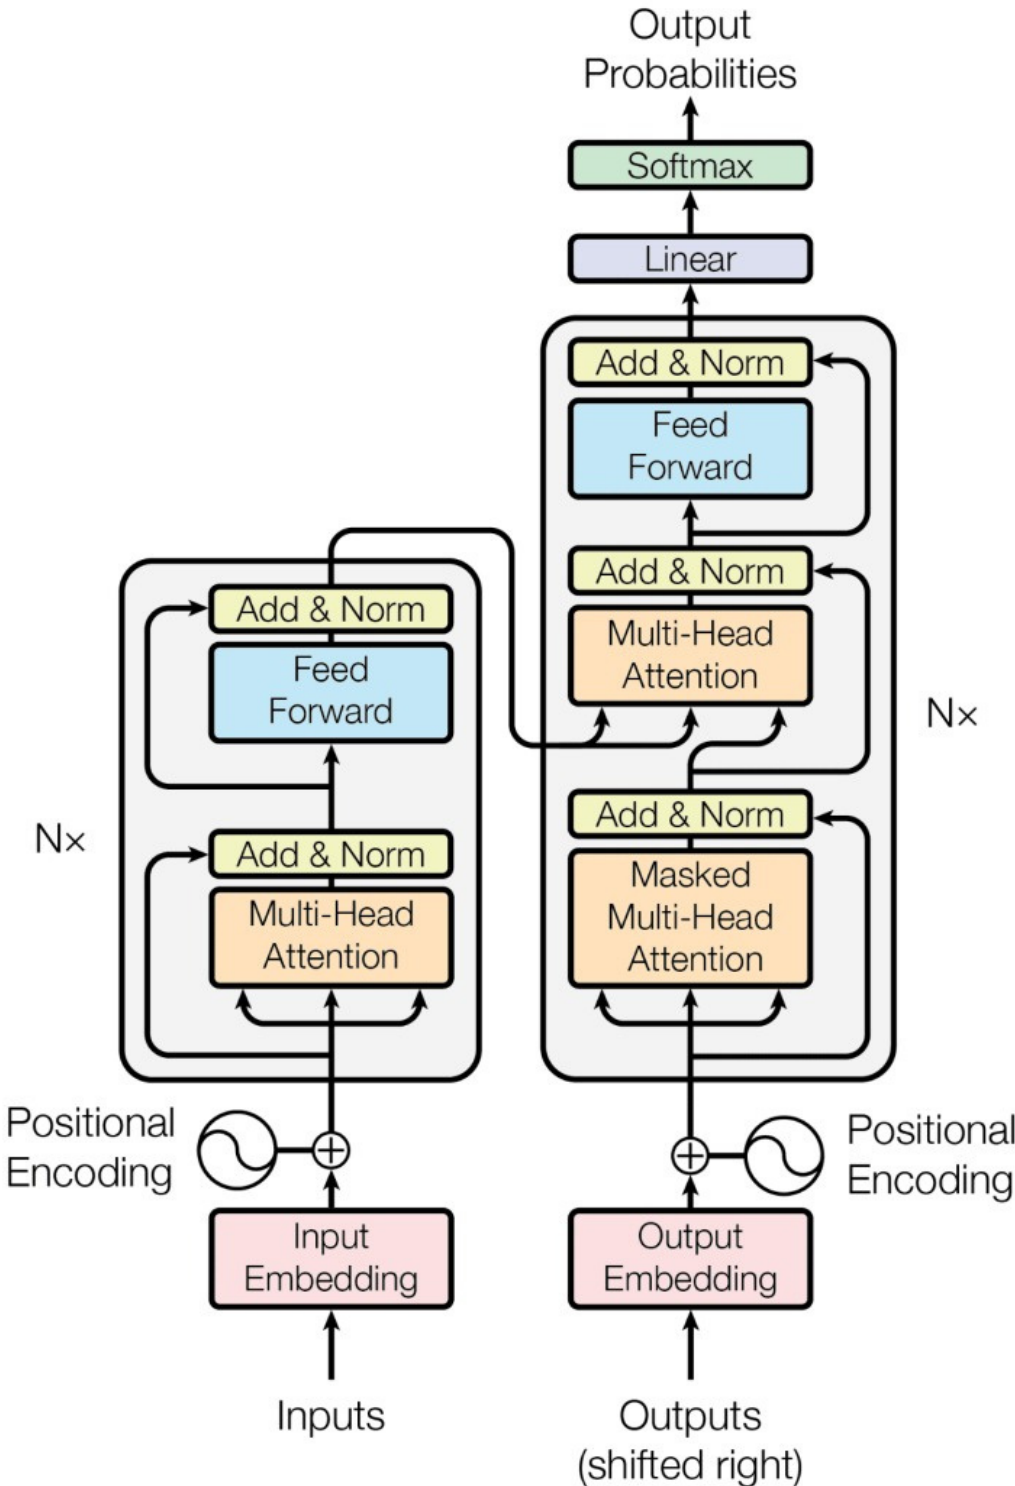 Output
Probabilities
Softmax
Linear
Add & Norm
Feed
Forward
Add & Norm
Multi-Head
Attention
Add & Norm
Masked
Multi-Head
Attention
N×
Add & Norm
Feed
Forward
Add & Norm
Multi-Head
Attention
N×
Positional
Encoding
Positional
Encoding
Input
Embedding
Output
Embedding
Inputs
Outputs
(shifted right)